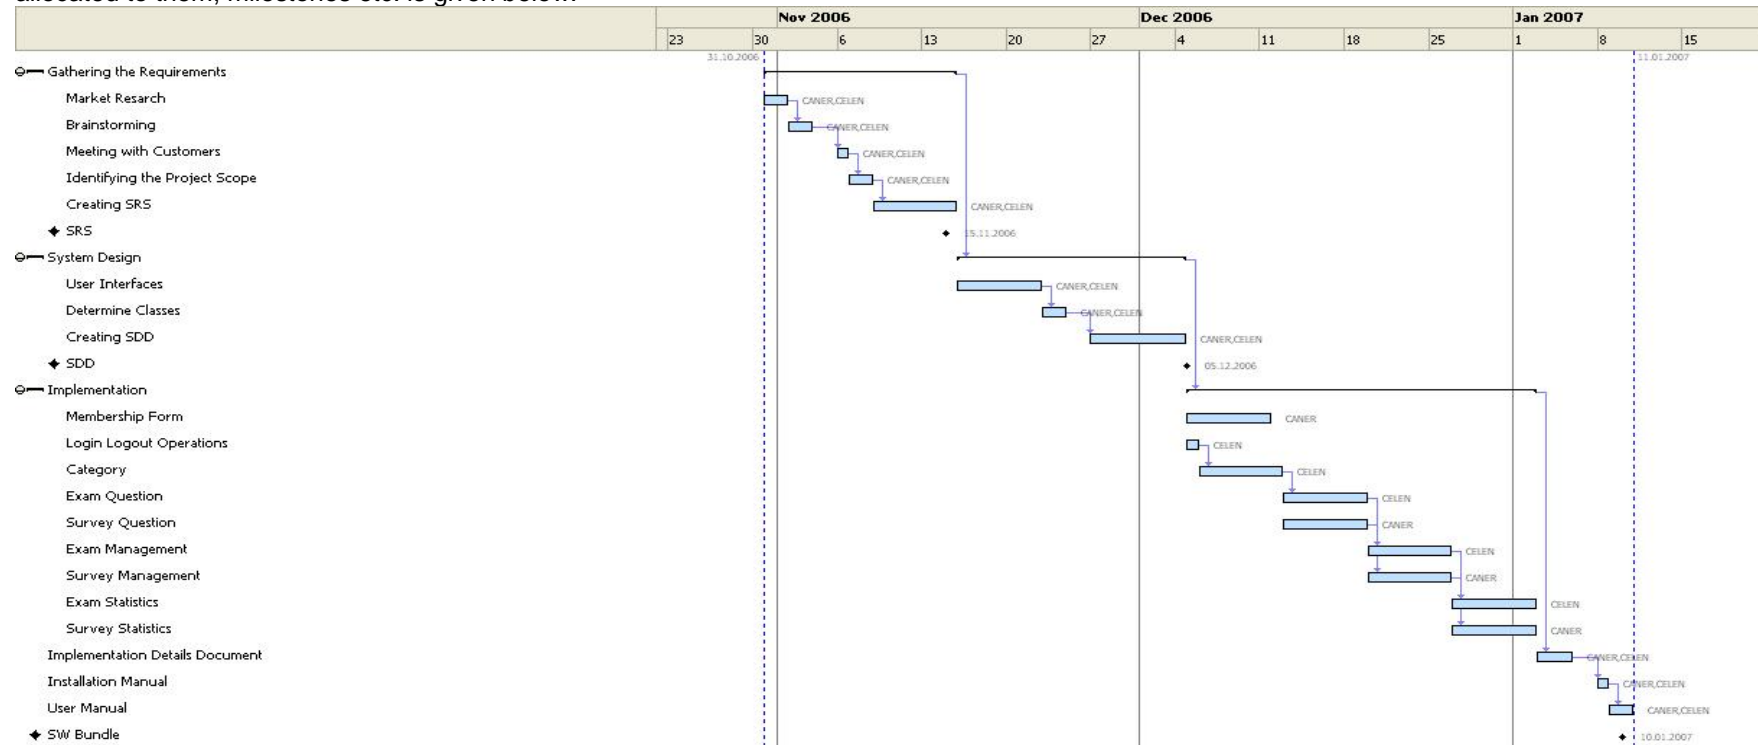 allocated to them, milestones etc. is given below.
Nov 2006 Dec 2006 Jan 2007
23 30 6 13 20 27 4 11 18 25 1 8 15
31.10.2006 11.01.2007
Gathering the Requirements
Market Resarch CANER,CELEN
Brainstorming CANER,CELEN
Meeting with Customers CANER,CELEN
Identifying the Project Scope CANER,CELEN
Creating SRS CANER,CELEN
SRS 15.11.2006
System Design
User Interfaces CANER,CELEN
Determine Classes CANER,CELEN
Creating SDD CANER,CELEN
SDD 05.12.2006
Implementation
Membership Form CANER
Login Logout Operations CELEN
Category CELEN
Exam Question CELEN
Survey Question CANER
Exam Management CELEN
Survey Management CANER
Exam Statistics CELEN
Survey Statistics CANER
Implementation Details Document CANER,CELEN
Installation Manual CANER,CELEN
User Manual CANER,CELEN
SW Bundle 10.01.2007